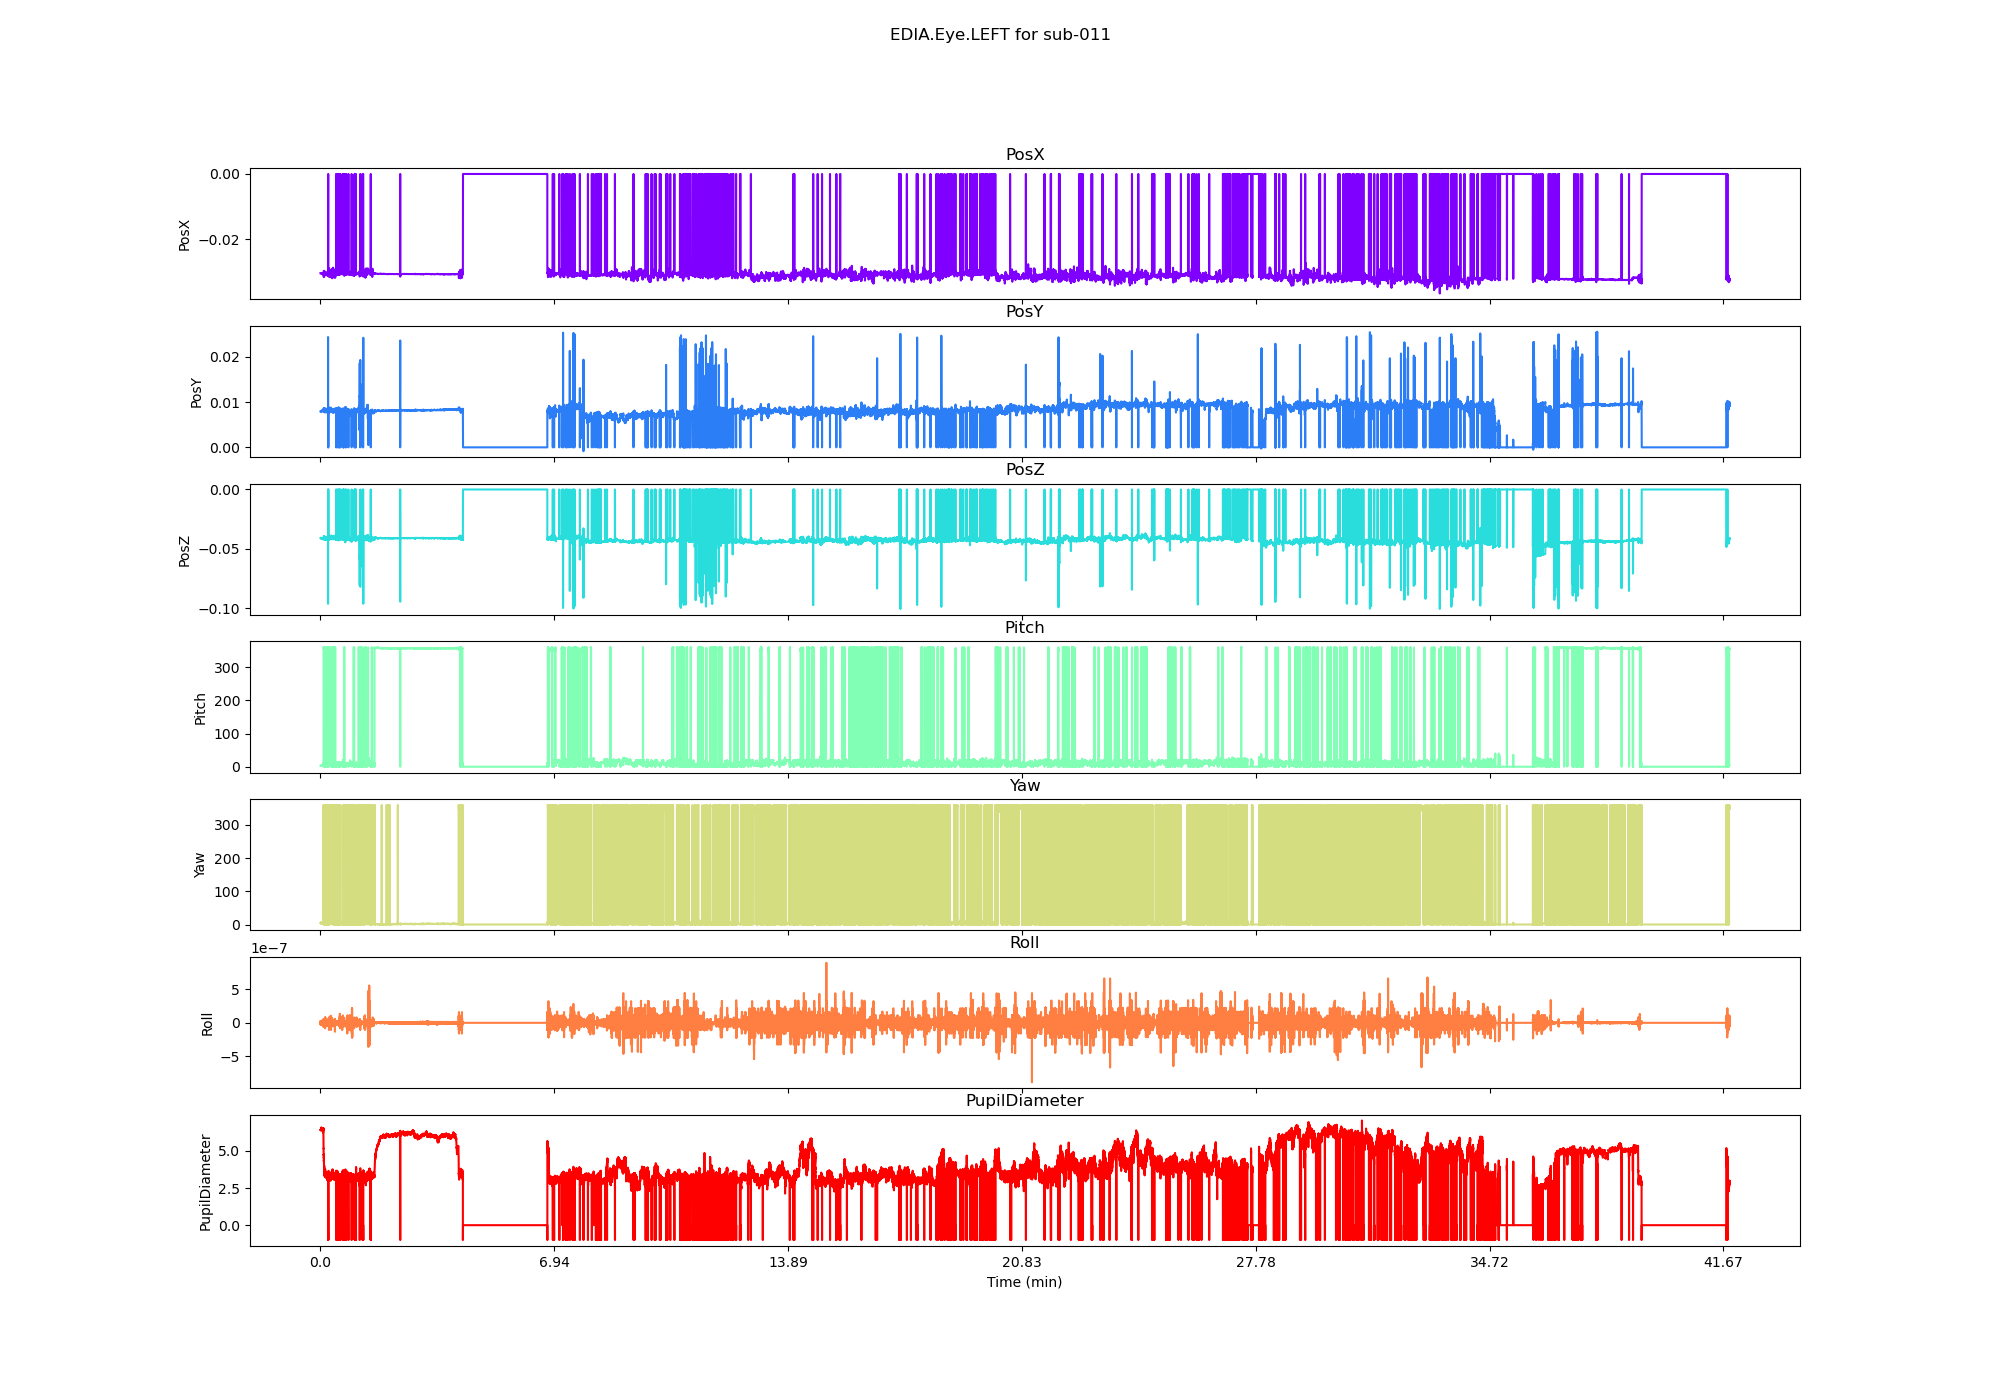 EDIA.Eye.LEFT for sub-011
PosX
0.00
−0.02
PosX
PosY
0.02
0.01
0.00
PosY
PosZ
0.00
−0.05
−0.10
PosZ
Pitch
300
200
100
0
Pitch
Yaw
300
200
100
0
Yaw
1e−7
Roll
5
0
−5
Roll
PupilDiameter
5.0
2.5
0.0
PupilDiameter
0.0 6.94 13.89 20.83 27.78 34.72 41.67
Time (min)